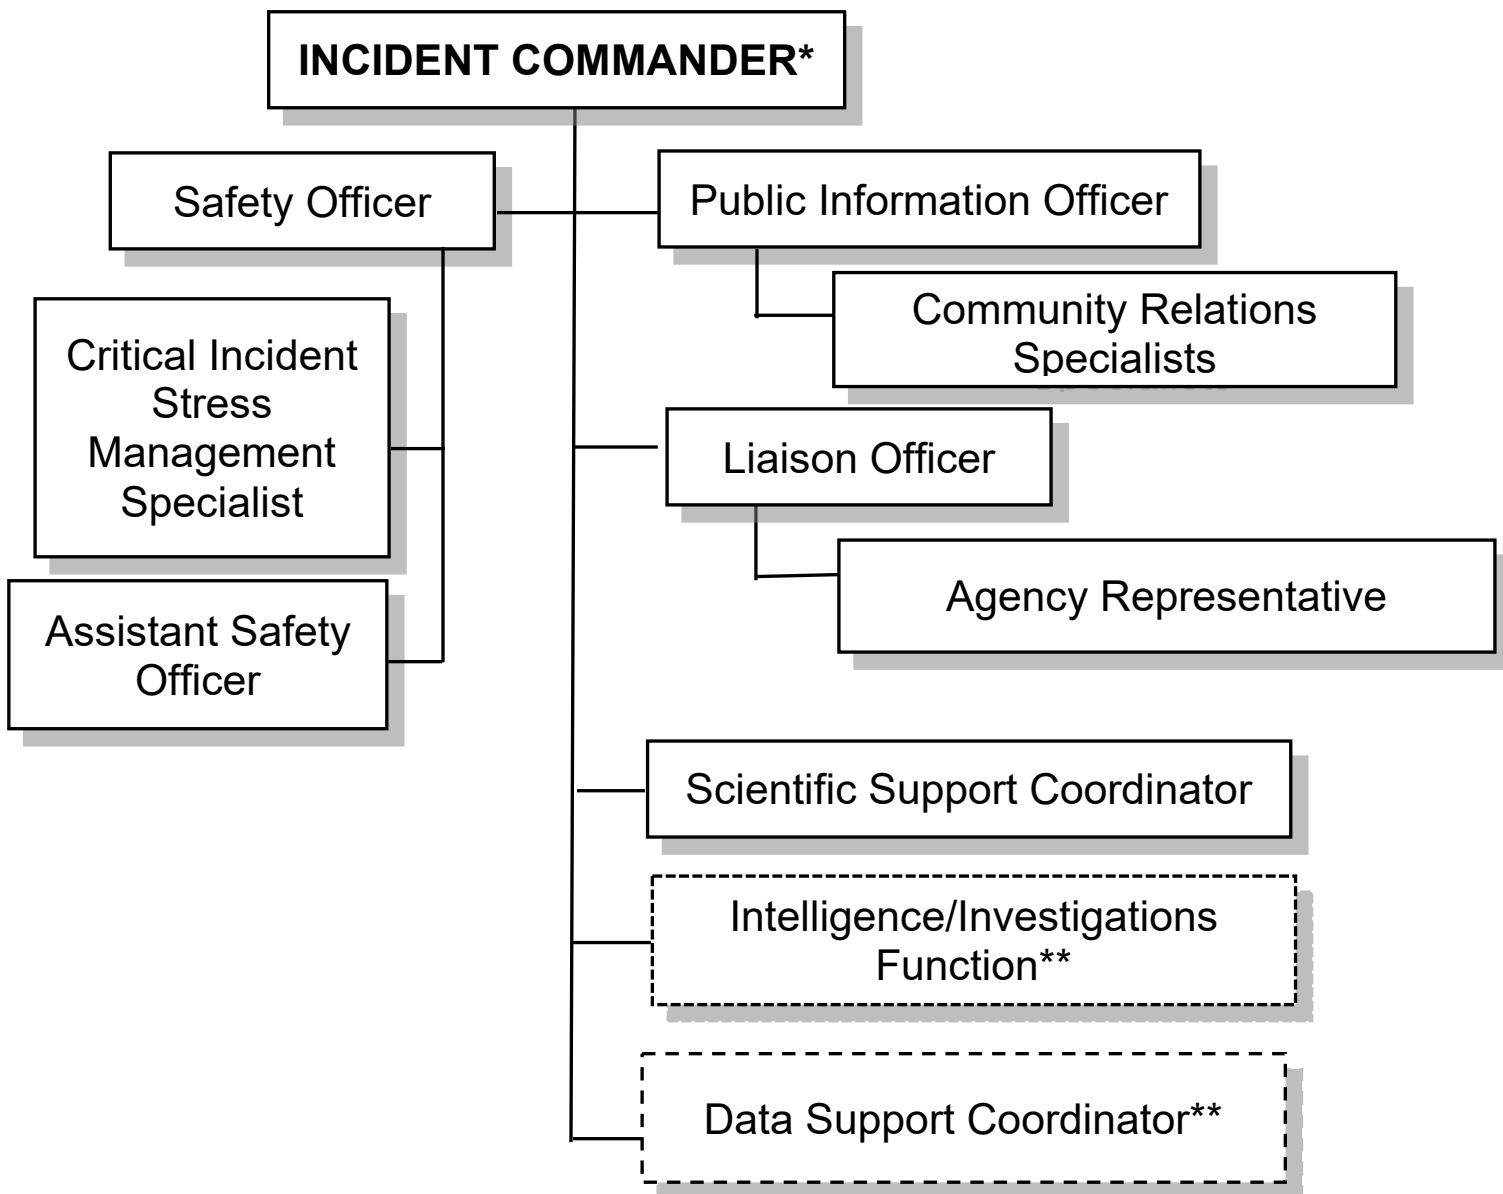 INCIDENT COMMANDER*
Safety Officer
Public Information Officer
Community Relations
Specialists
Critical Incident
Stress
Management
Specialist
Liaison Officer
Agency Representative
Assistant Safety
Officer
Scientific Support Coordinator
Intelligence/Investigations
Function**
Data Support Coordinator**